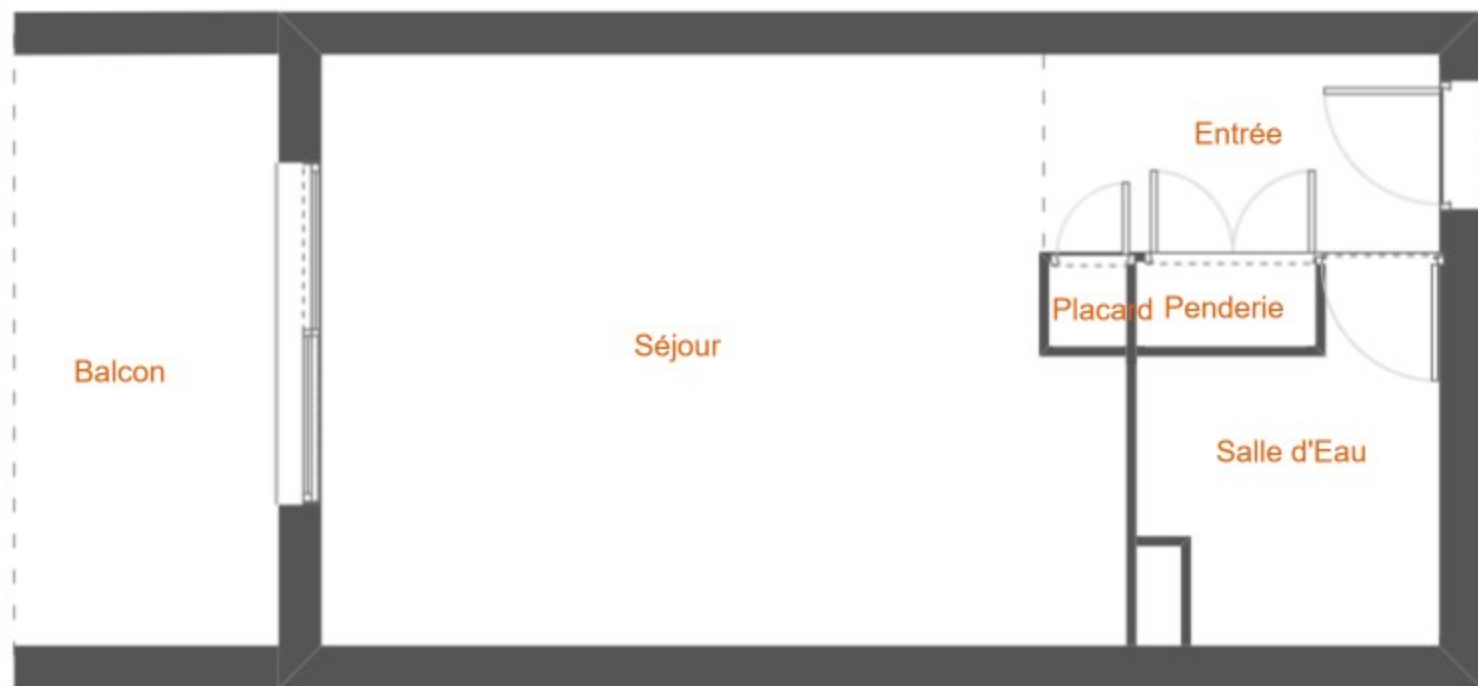 Entrée
Placard
Penderie
Séjour
Balcon
Salle d'Eau